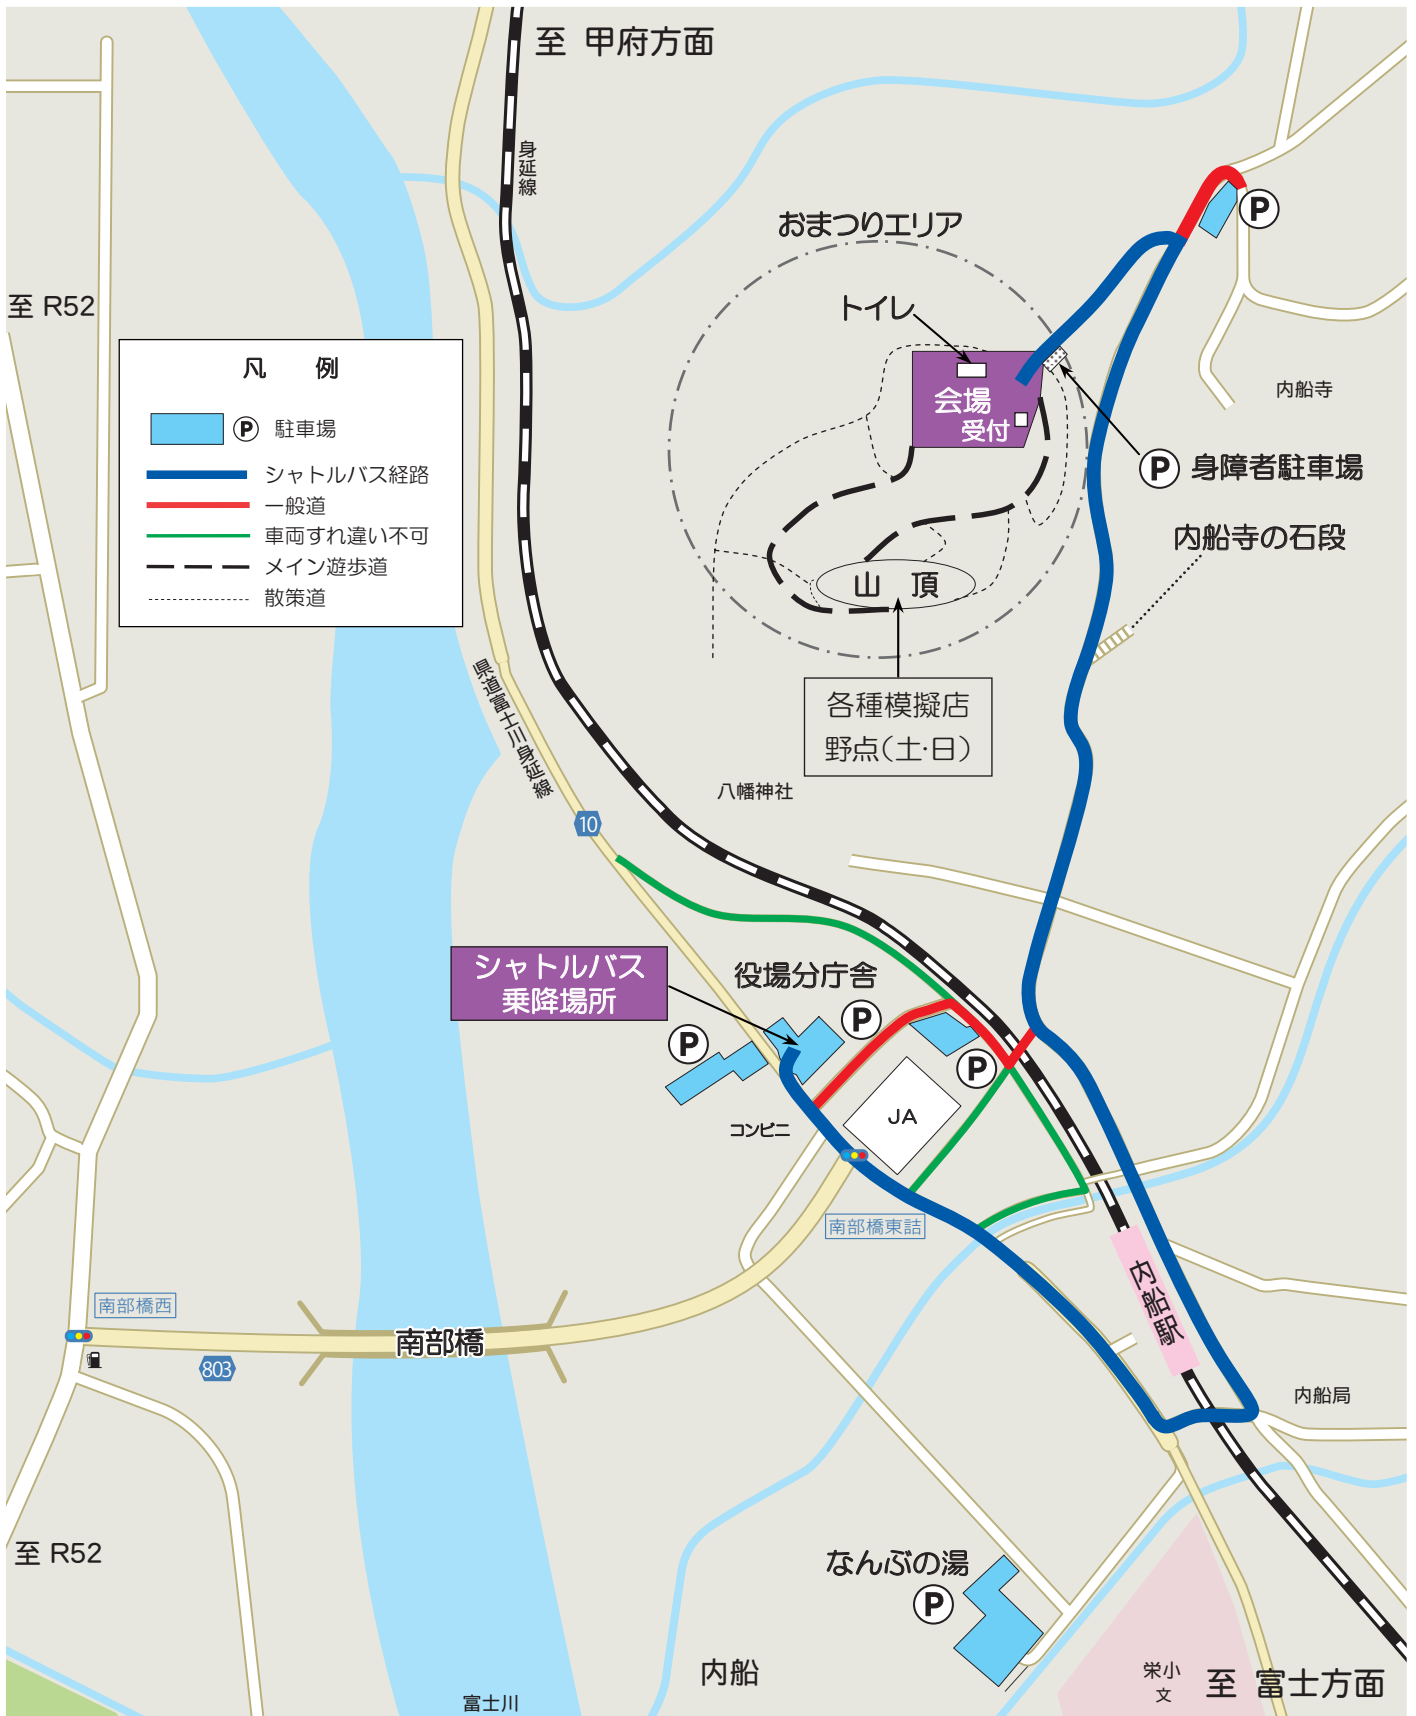 至 甲府方面
身延線
おまつりエリア
P
至 R52
トイレ
凡 例
P 駐車場
シャトルバス経路
一般道
車両すれ違い不可
メイン遊歩道
散策道
会場
受付
内船寺
P 身障者駐車場
内船寺の石段
山 頂
県道富士川身延線
各種模擬店
野点(土・日)
八幡神社
10
シャトルバス
乗降場所
役場分庁舎
P
P
P
JA
コンビニ
南部橋東詰
内船駅
南部橋西
南部橋
803
内船局
至 R52
なんぶの湯
P
内船
栄小
文
至 富士方面
富士川